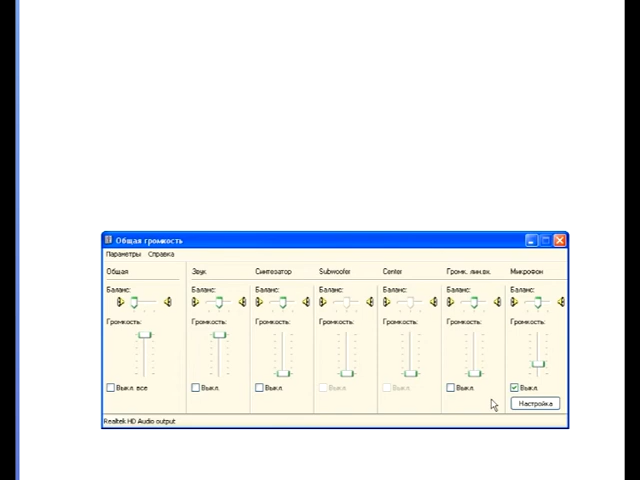 Общая громкость
Параметры Справка
Общая Звук Синтезатор Subwoofer Center Громк. лин.вх. Микрофон
Баланс: Баланс: Баланс: Баланс: Баланс: Баланс: Баланс:
Громкость: Громкость: Громкость: Громкость: Громкость: Громкость: Громкость:
Выкл. все Выкл. Выкл. Выкл. Выкл. Выкл. Выкл.
Настройка
Realtek HD Audio output